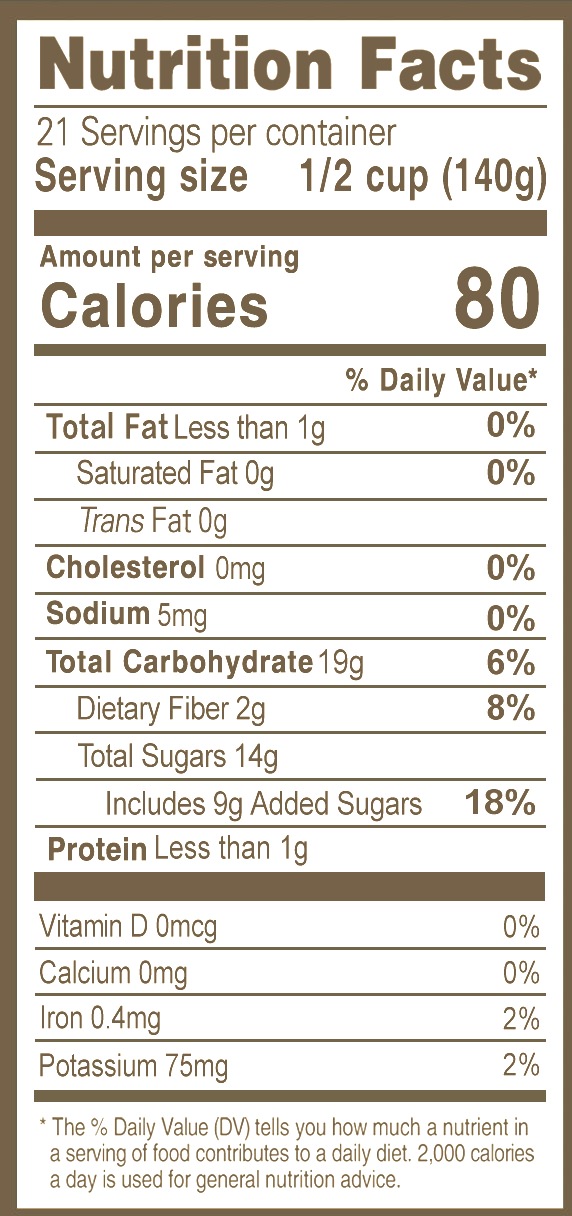 Nutrition Facts
21 Servings per container
Serving size 1/2 cup (140g)
Amount per serving
Calories 80
% Daily Value*
Total Fat Less than 1g 0%
Saturated Fat 0g 0%
Trans Fat 0g
Cholesterol 0mg 0%
Sodium 5mg 0%
Total Carbohydrate 19g 6%
Dietary Fiber 2g 8%
Total Sugars 14g
Includes 9g Added Sugars 18%
Protein Less than 1g
Vitamin D 0mcg 0%
Calcium 0mg 0%
Iron 0.4mg 2%
Potassium 75mg 2%
* The % Daily Value (DV) tells you how much a nutrient in
a serving of food contributes to a daily diet. 2,000 calories
a day is used for general nutrition advice.